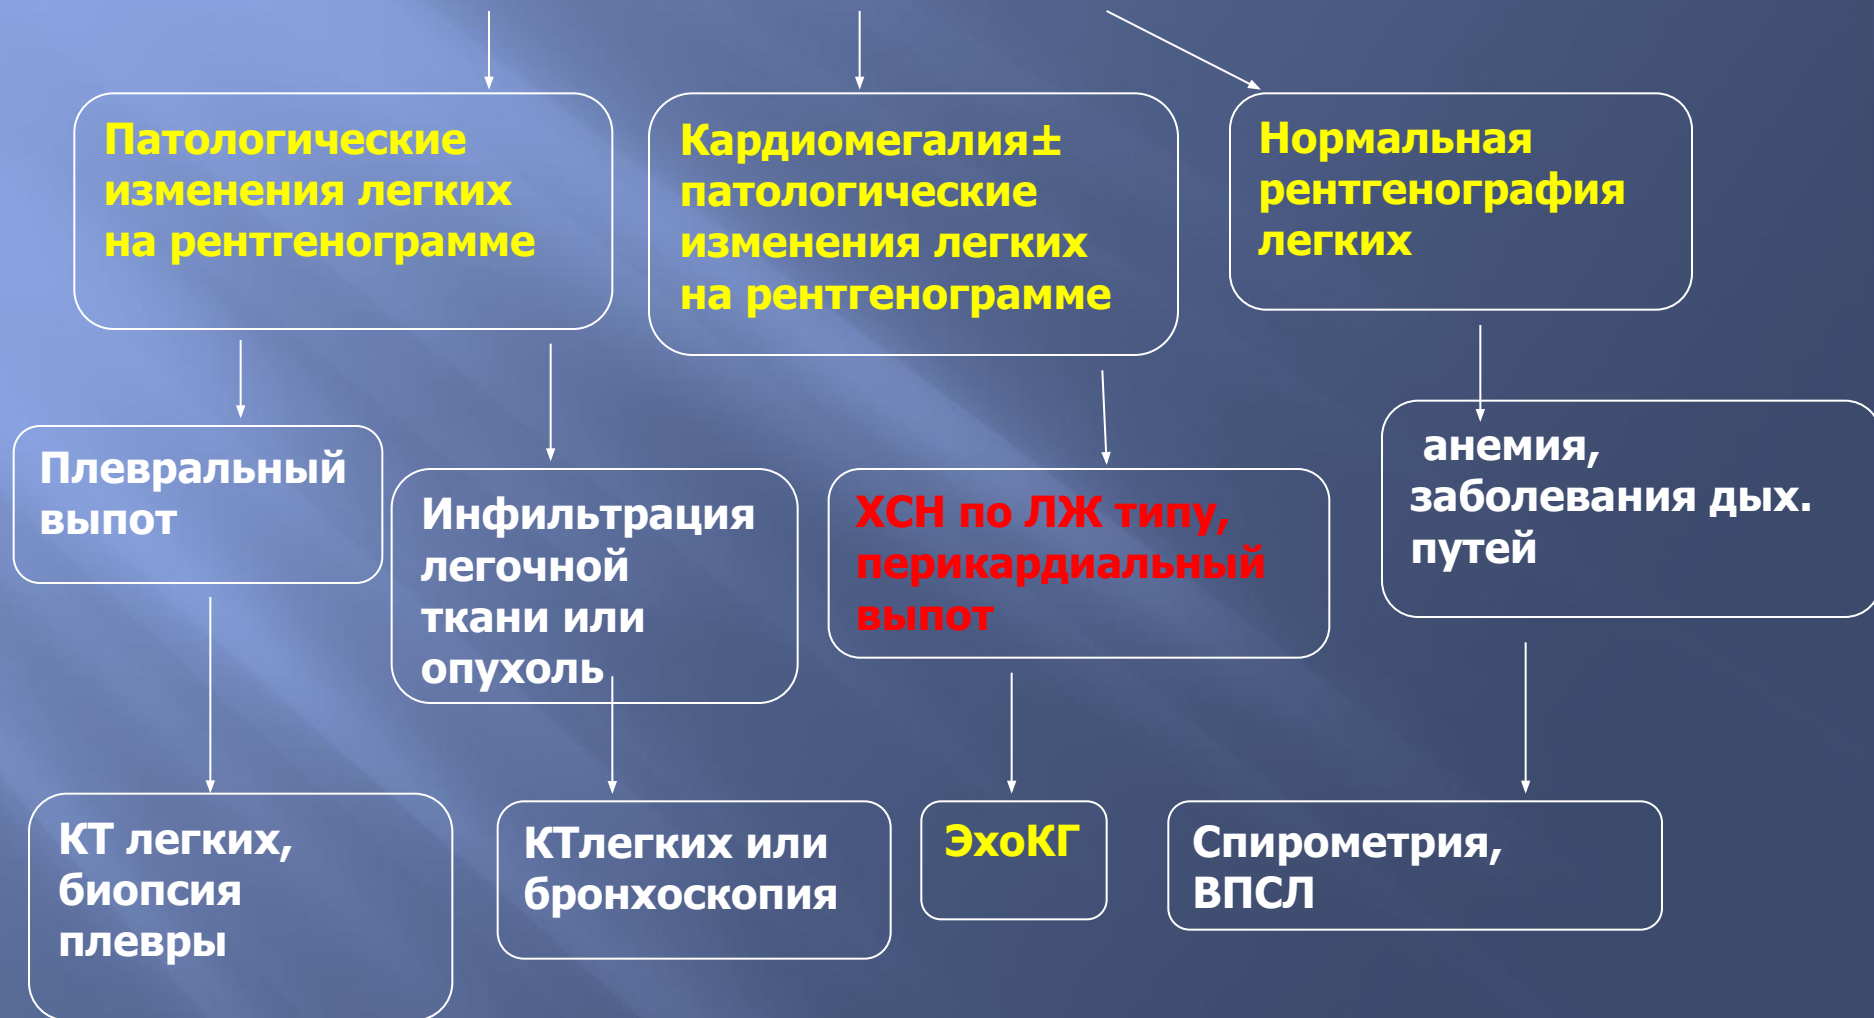 Патологические
изменения легких
на рентгенограмме
Кардиомегалия±
патологические
изменения легких
на рентгенограмме
Нормальная
рентгенография
легких
Плевральный
выпот
Инфильтрация
легочной
ткани или
опухоль
ХСН по ЛЖ типу,
перикардиальный
выпот
анемия,
заболевания дых.
путей
КТ легких,
биопсия
плевры
КТлегких или
бронхоскопия
ЭхоКГ
Спирометрия,
ВПСЛ